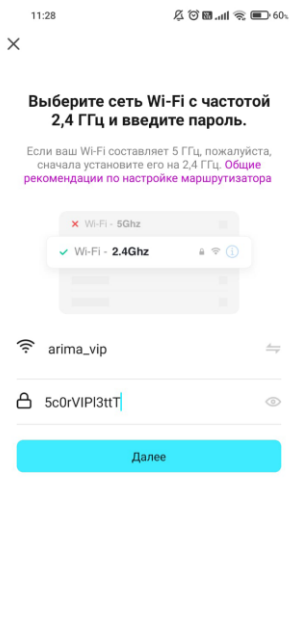 11:28
60%
Выберите сеть Wi-Fi с частотой
2,4 ГГц и введите пароль.
Если ваш Wi-Fi составляет 5 ГГц, пожалуйста,
сначала установите его на 2,4 ГГц. Общие
рекомендации по настройке маршрутизатора
Wi-Fi - 5Ghz
Wi-Fi - 2.4Ghz
arima_vip
5c0rVIPl3ttT
Далее